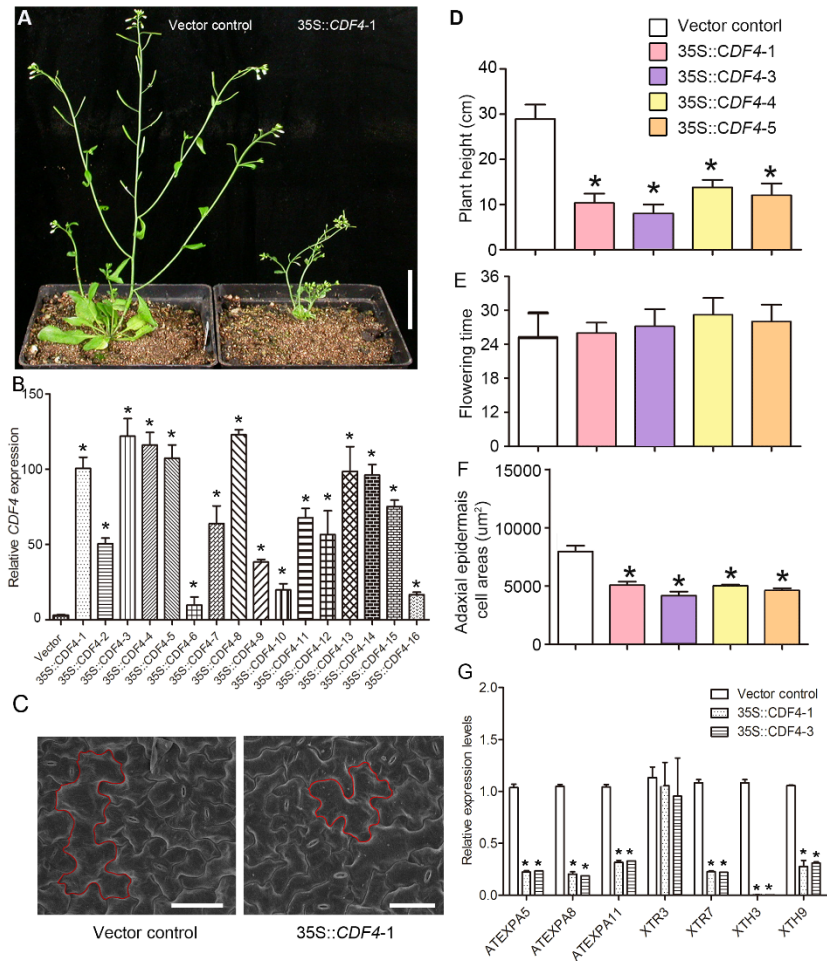 A
Vector control
35S::CDF4-1
B
Relative CDF4 expression
150
100
50
0
Vector
35S::CDF4-1
35S::CDF4-2
35S::CDF4-3
35S::CDF4-4
35S::CDF4-5
35S::CDF4-6
35S::CDF4-7
35S::CDF4-8
35S::CDF4-9
35S::CDF4-10
35S::CDF4-11
35S::CDF4-12
35S::CDF4-13
35S::CDF4-14
35S::CDF4-15
35S::CDF4-16
* * * * * * * * * * * * * * * *
C
Vector control
35S::CDF4-1
D
Vector contorl
35S::CDF4-1
35S::CDF4-3
35S::CDF4-4
35S::CDF4-5
Plant height (cm)
40
30
20
10
0
* * * *
E
Flowering time
36
30
24
18
12
F
Adaxial epidermais
cell areas (um²)
15000
10000
5000
0
* * * *
G
Vector control
35S::CDF4-1
35S::CDF4-3
Relative expression levels
2.0
1.5
1.0
0.5
0.0
* * * * * * * * * * * *
ATEXPA5
ATEXPA8
ATEXPA11
XTR3
XTR7
XTH3
XTH9